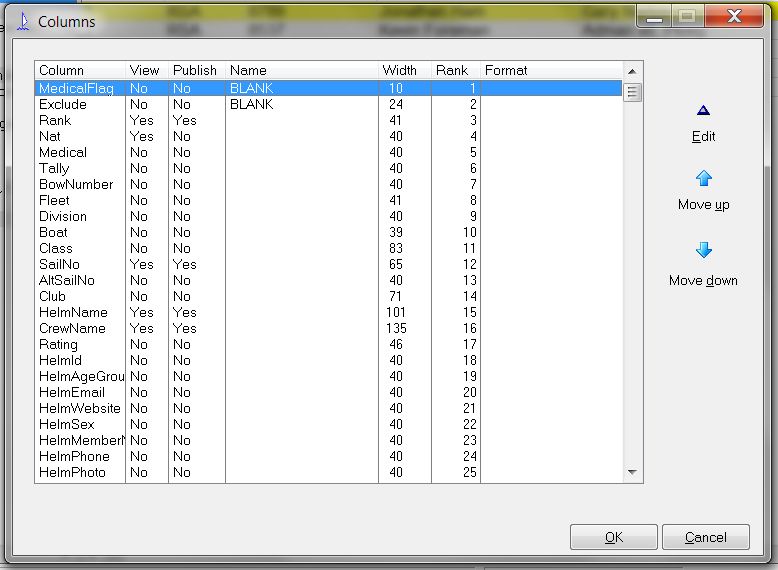 Columns
Column View Publish Name Width Rank Format
MedicalFlag No No BLANK 10 1
Exclude No No BLANK 24 2
Rank Yes Yes 41 3
Nat Yes No 40 4
Medical No No 40 5
Tally No No 40 6
BowNumber No No 40 7
Fleet No No 41 8
Division No No 40 9
Boat No No 39 10
Class No No 83 11
SailNo Yes Yes 65 12
AltSailNo No No 40 13
Club No No 71 14
HelmName Yes Yes 101 15
CrewName Yes Yes 135 16
Rating No No 46 17
HelmId No No 40 18
HelmAgeGrou No No 40 19
HelmEmail No No 40 20
HelmWebsite No No 40 21
HelmSex No No 40 22
HelmMemberN No No 40 23
HelmPhone No No 40 24
HelmPhoto No No 40 25
Edit
Move up
Move down
OK Cancel